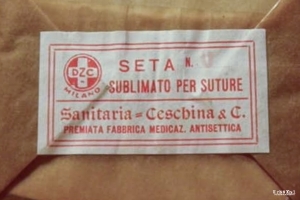 SETA N.
DZC
MILANO
SUBLIMATO PER SUTURE
Sanitaria - Ceschina & C.
PREMIATA FABBRICA MEDICAZ. ANTISETTICA